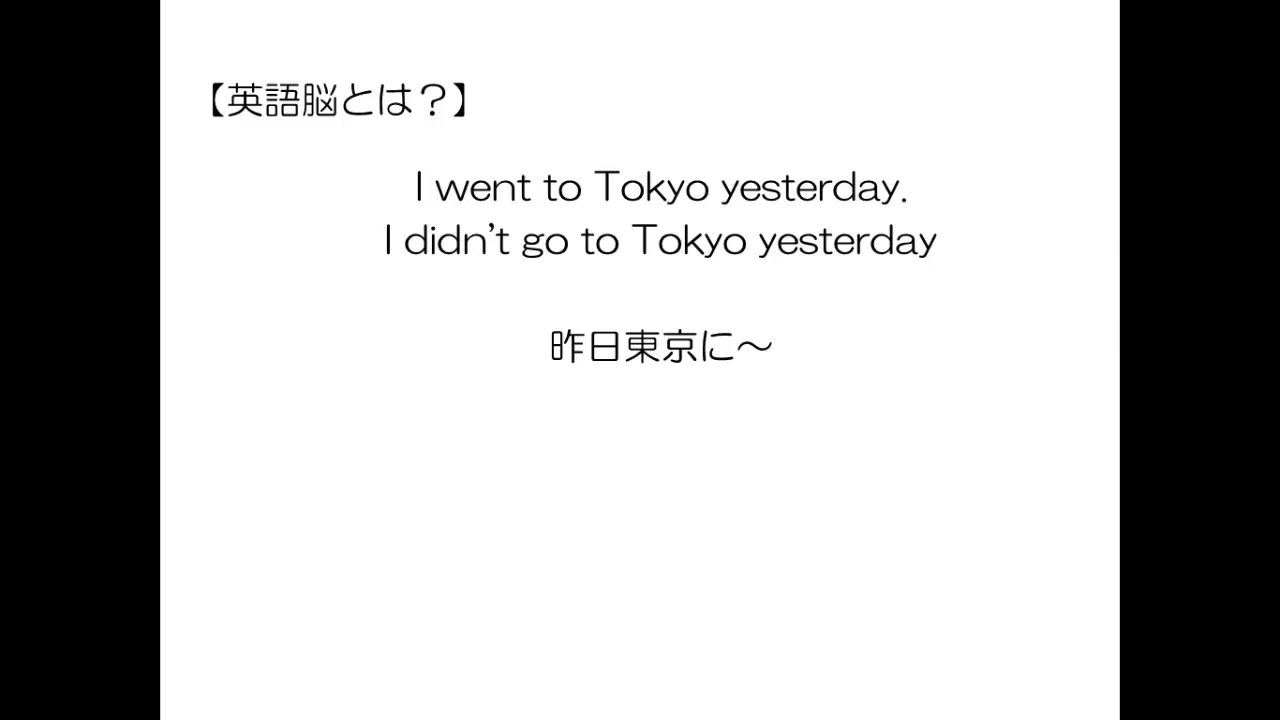 【英語脳とは？】
I went to Tokyo yesterday.
I didn't go to Tokyo yesterday
昨日東京に〜